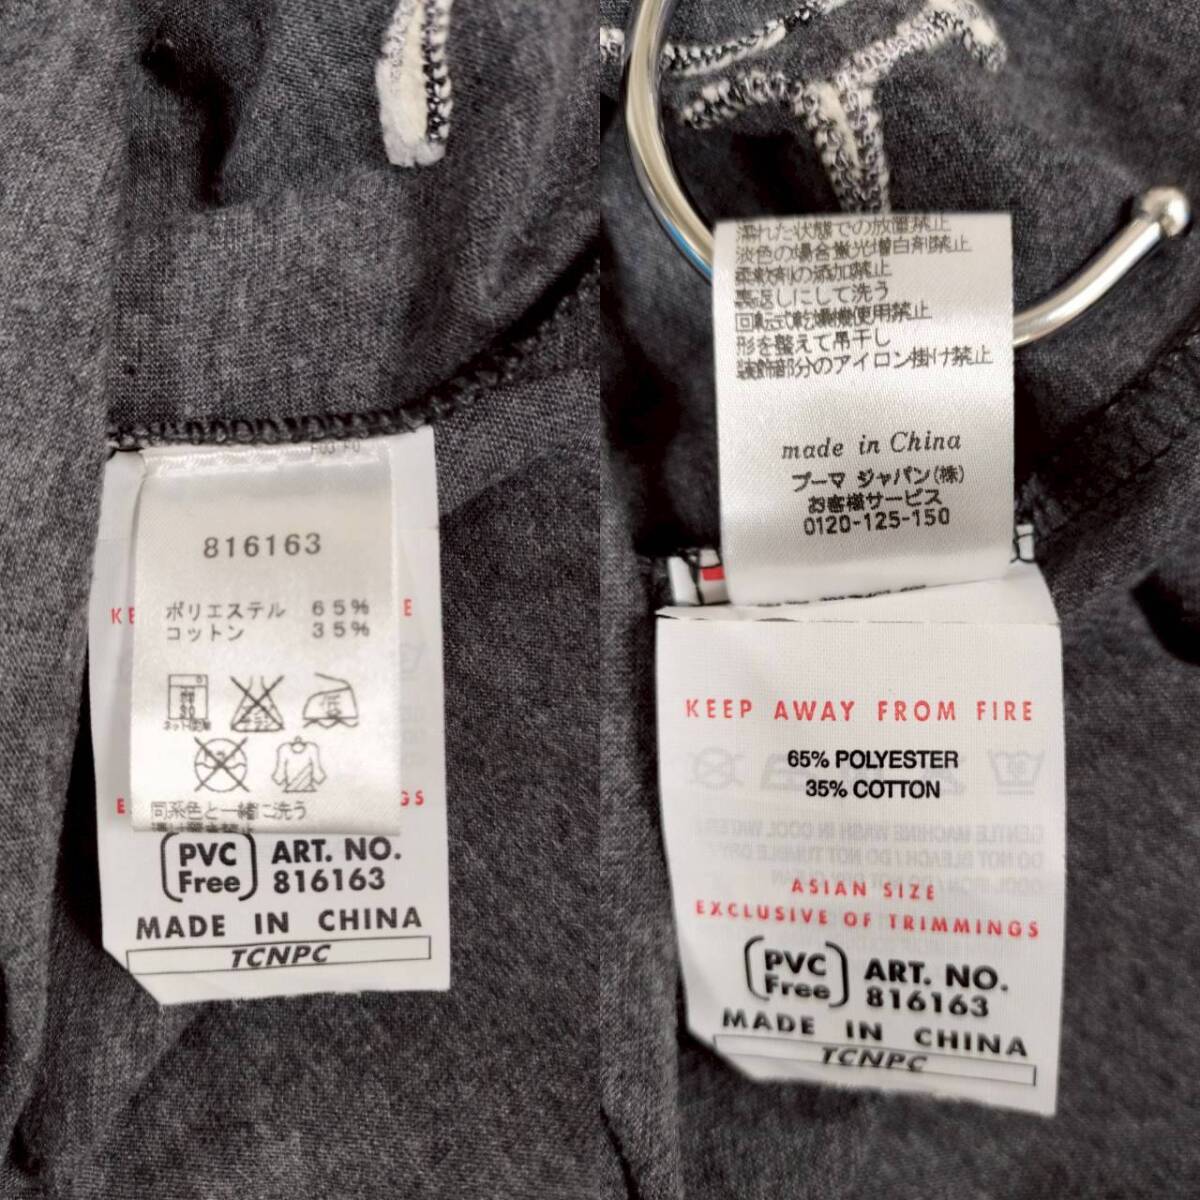 816163
ポリエステル 65%
コットン 35%
同系色と一緒に洗う
PVC Free
ART. NO.
816163
MADE IN CHINA
TCNPC
濡れた状態での放置禁止
淡色の場合蛍光増白剤禁止
柔軟剤の添加禁止
裏返しにして洗う
回転式乾燥機使用禁止
形を整えて吊干し
装飾部分のアイロン掛け禁止
made in China
プーマ ジャパン(株)
お客様サービス
0120-125-150
KEEP AWAY FROM FIRE
65% POLYESTER
35% COTTON
ASIAN SIZE
EXCLUSIVE OF TRIMMINGS
PVC Free
ART. NO.
816163
MADE IN CHINA
TCNPC